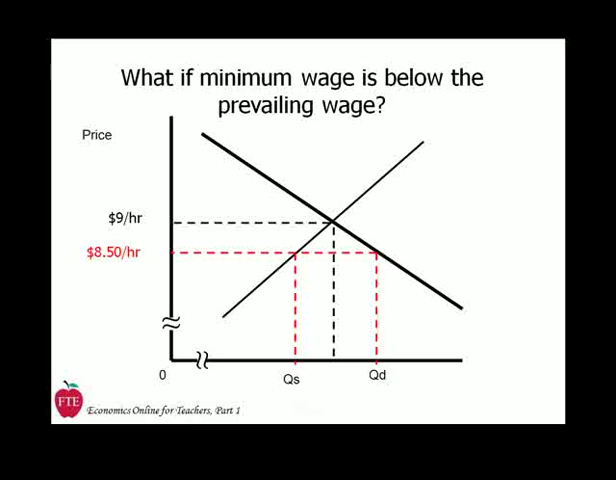 What if minimum wage is below the
prevailing wage?
Price
$9/hr
$8.50/hr
0
Qs
Qd
FTE
Economics Online for Teachers, Part 1